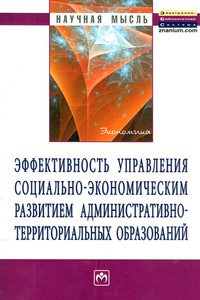 НАУЧНАЯ МЫСЛЬ
Электронно-
Библиотечная
Система
znanium.com
Экономика
ЭФФЕКТИВНОСТЬ УПРАВЛЕНИЯ
СОЦИАЛЬНО-ЭКОНОМИЧЕСКИМ
РАЗВИТИЕМ АДМИНИСТРАТИВНО-
ТЕРРИТОРИАЛЬНЫХ ОБРАЗОВАНИЙ